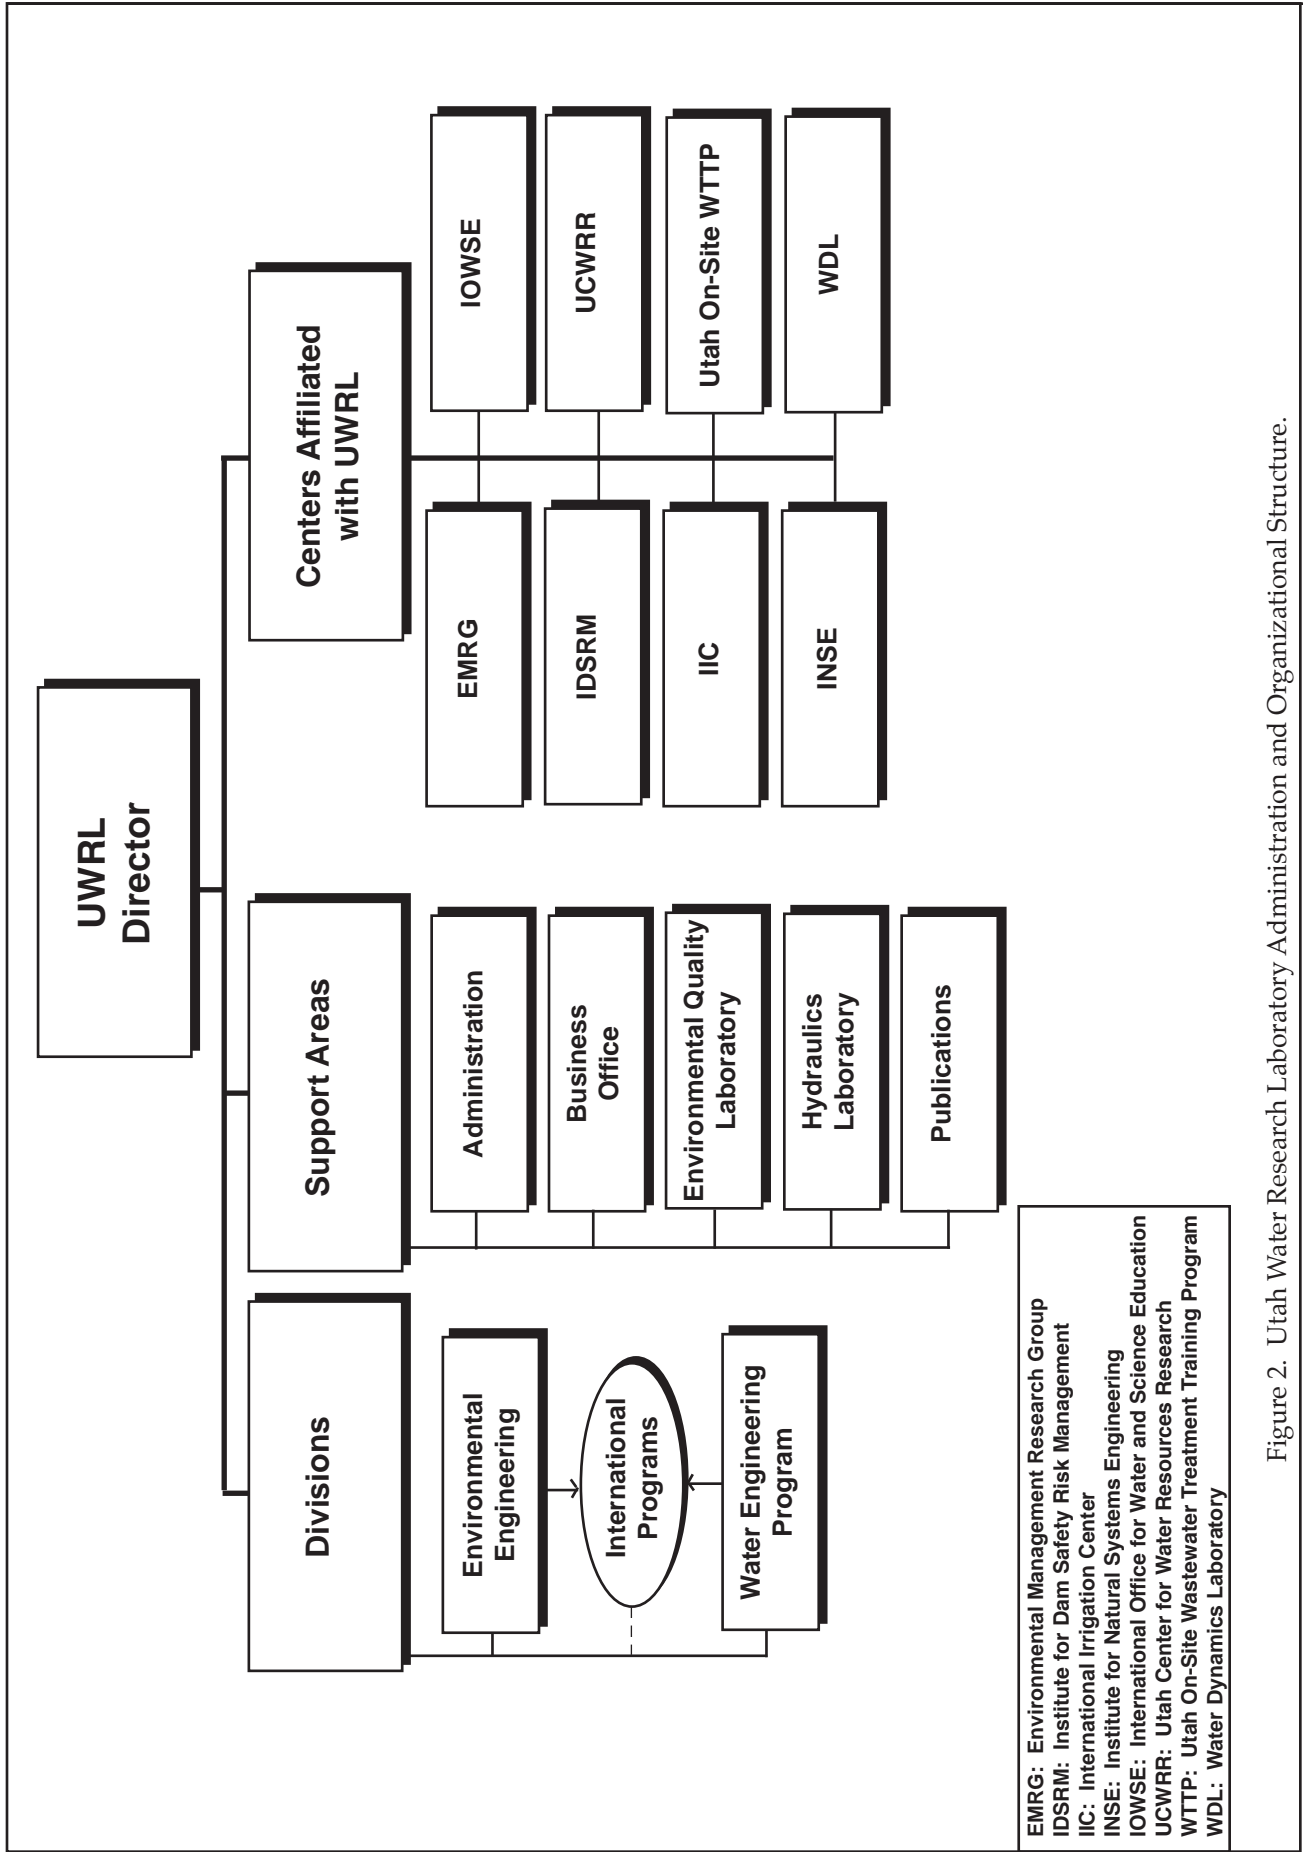 UWRL
Director
Divisions
Support Areas
Centers Affiliated
with UWRL
Environmental
Engineering
International
Programs
Water Engineering
Program
Administration
Business
Office
Environmental Quality
Laboratory
Hydraulics
Laboratory
Publications
EMRG
IOWSE
IDSRM
UCWRR
IIC
Utah On-Site WTTP
INSE
WDL
EMRG: Environmental Management Research Group
IDSRM: Institute for Dam Safety Risk Management
IIC: International Irrigation Center
INSE: Institute for Natural Systems Engineering
IOWSE: International Office for Water and Science Education
UCWRR: Utah Center for Water Resources Research
WTTP: Utah On-Site Wastewater Treatment Training Program
WDL: Water Dynamics Laboratory
Figure 2. Utah Water Research Laboratory Administration and Organizational Structure.